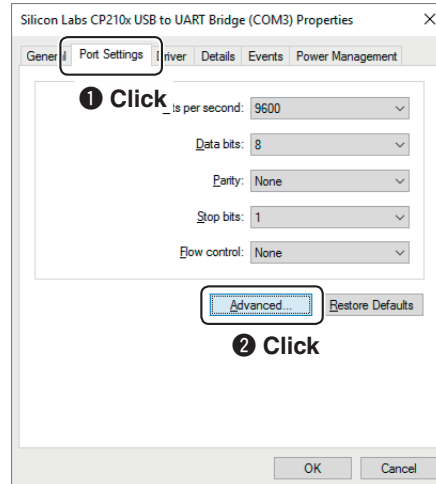 Silicon Labs CP210x USB to UART Bridge (COM3) Properties
General Port Settings Driver Details Events Power Management
❶ Click
ts per second: 9600
Data bits: 8
Parity: None
Stop bits: 1
Flow control: None
Advanced... Restore Defaults
❷ Click
OK Cancel